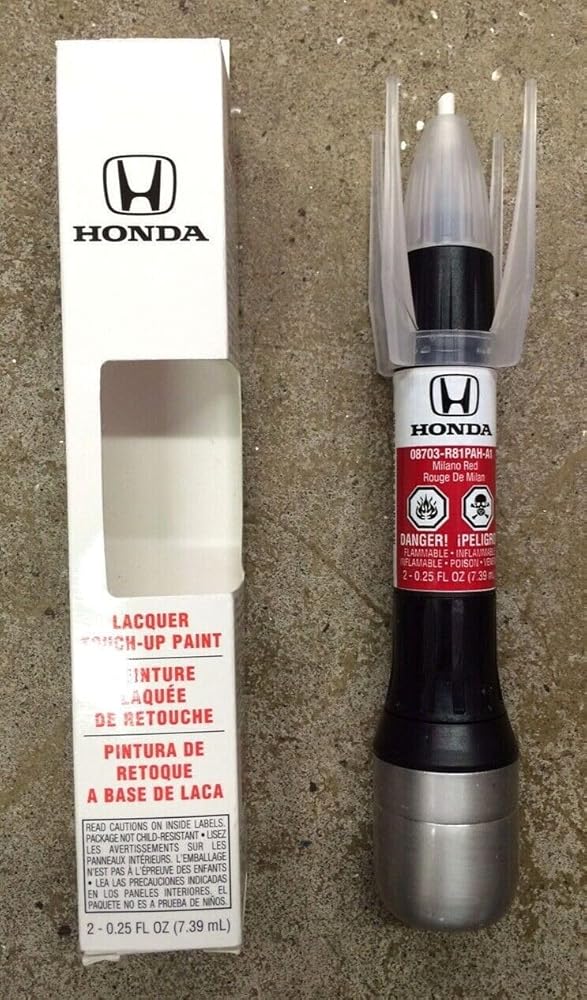 HONDA
LACQUER
TOUCH-UP PAINT
PEINTURE
LAQUÉE
DE RETOUCHE
PINTURA DE
RETOQUE
A BASE DE LACA
READ CAUTIONS ON INSIDE LABELS.
PACKAGE NOT CHILD-RESISTANT • LISEZ
LES AVERTISSEMENTS SUR LES
PANNEAUX INTÉRIEURS. L'EMBALLAGE
N'EST PAS À L'ÉPREUVE DES ENFANTS
• LEA LAS PRECAUCIONES INDICADAS
EN LOS PANELES INTERIORES. EL
PAQUETE NO ES A PRUEBA DE NIÑOS.
2 - 0.25 FL OZ (7.39 mL)
HONDA
08703-R81PAH-A1
Milano Red
Rouge De Milan
DANGER! ¡PELIGRO
FLAMMABLE • INFLAMMABLE
INFLAMABLE • POISON •
2 - 0.25 FL OZ (7.39 mL